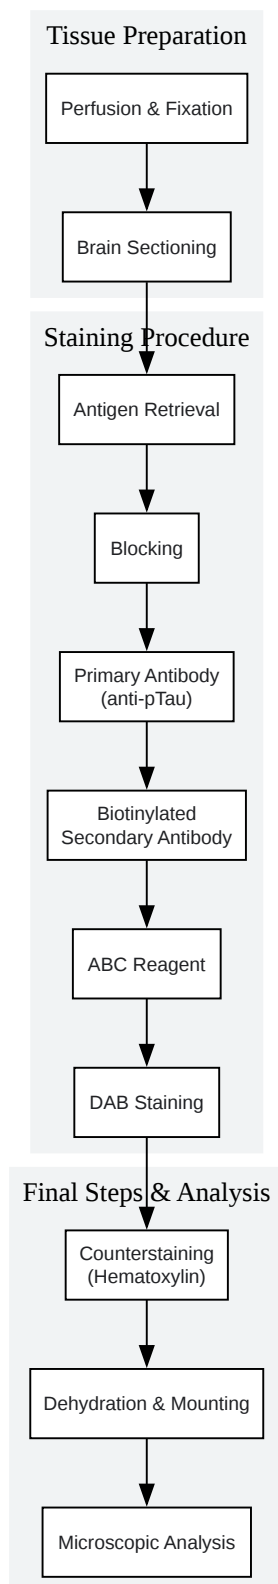 Tissue Preparation
Perfusion & Fixation
Brain Sectioning
Staining Procedure
Antigen Retrieval
Blocking
Primary Antibody
(anti-pTau)
Biotinylated
Secondary Antibody
ABC Reagent
DAB Staining
Final Steps & Analysis
Counterstaining
(Hematoxylin)
Dehydration & Mounting
Microscopic Analysis